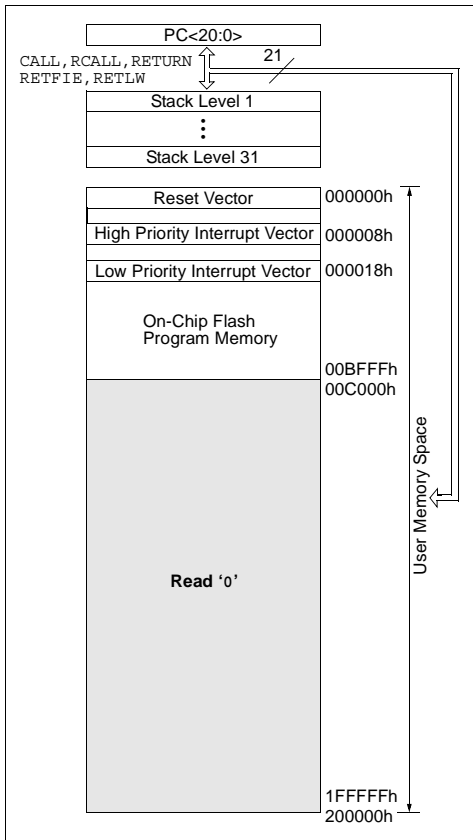 PC<20:0>
CALL,RCALL,RETURN
RETFIE,RETLW
21
Stack Level 1
Stack Level 31
Reset Vector
000000h
High Priority Interrupt Vector
000008h
Low Priority Interrupt Vector
000018h
On-Chip Flash
Program Memory
00BFFFh
00C000h
User Memory Space
Read ‘0’
1FFFFFh
200000h